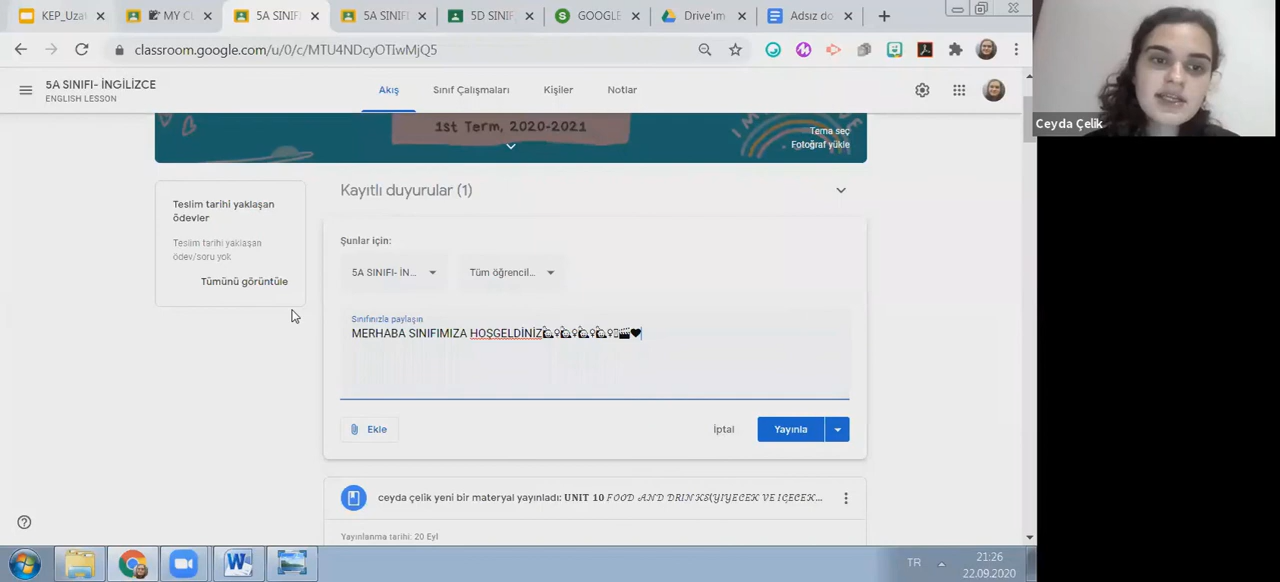 KEP_Uzak
MY CL
5A SINIFI
5A SINIFI
5D SINIF
GOOGLE
Drive'ım
Adsız do
classroom.google.com/u/0/c/MTU4NDcyOTIwMjQ5
5A SINIFI- İNGİLİZCE
ENGLISH LESSON
Akış
Sınıf Çalışmaları
Kişiler
Notlar
1st Term, 2020-2021
Tema seç
Fotoğraf yükle
Ceyda Çelik
Teslim tarihi yaklaşan
ödevler
Teslim tarihi yaklaşan
ödev/soru yok
Tümünü görüntüle
Kayıtlı duyurular (1)
Şunlar için:
5A SINIFI- İN...
Tüm öğrencil...
Sınıfınızla paylaşın
MERHABA SINIFIMIZA HOŞGELDİNİZ
Ekle
İptal
Yayınla
ceyda çelik yeni bir materyal yayınladı: UNIT 10 FOOD AND DRINKS(YİYECEK VE İÇECEK...
Yayınlanma tarihi: 20 Eyl
TR
21:26
22.09.2020